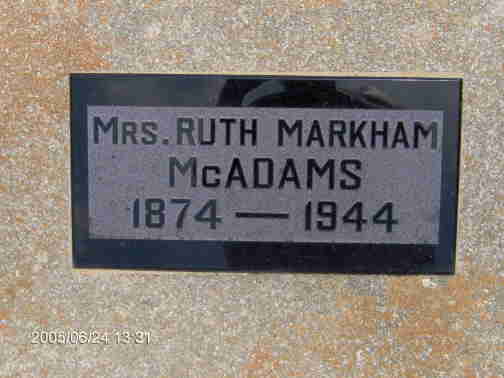 MRS. RUTH MARKHAM
MCADAMS
1874 — 1944
2005/06/24 13:31